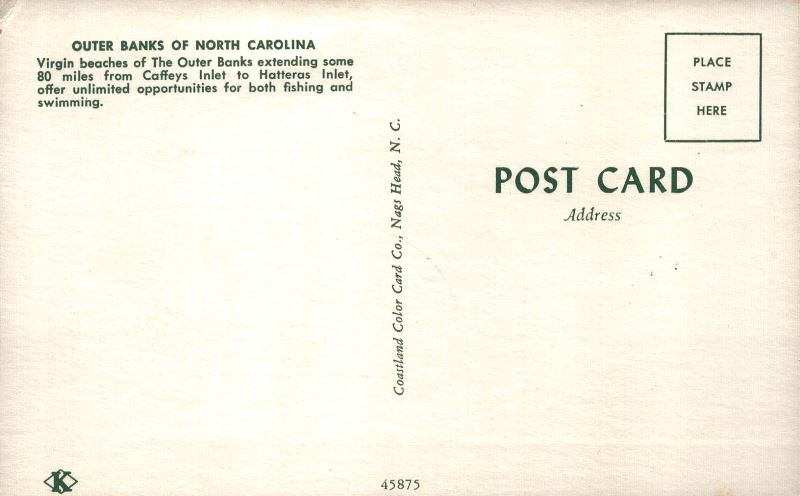 OUTER BANKS OF NORTH CAROLINA
Virgin beaches of The Outer Banks extending some
80 miles from Caffeys Inlet to Hatteras Inlet,
offer unlimited opportunities for both fishing and
swimming.
Coastland Color Card Co., Nags Head, N. C.
PLACE
STAMP
HERE
POST CARD
Address
K
45875